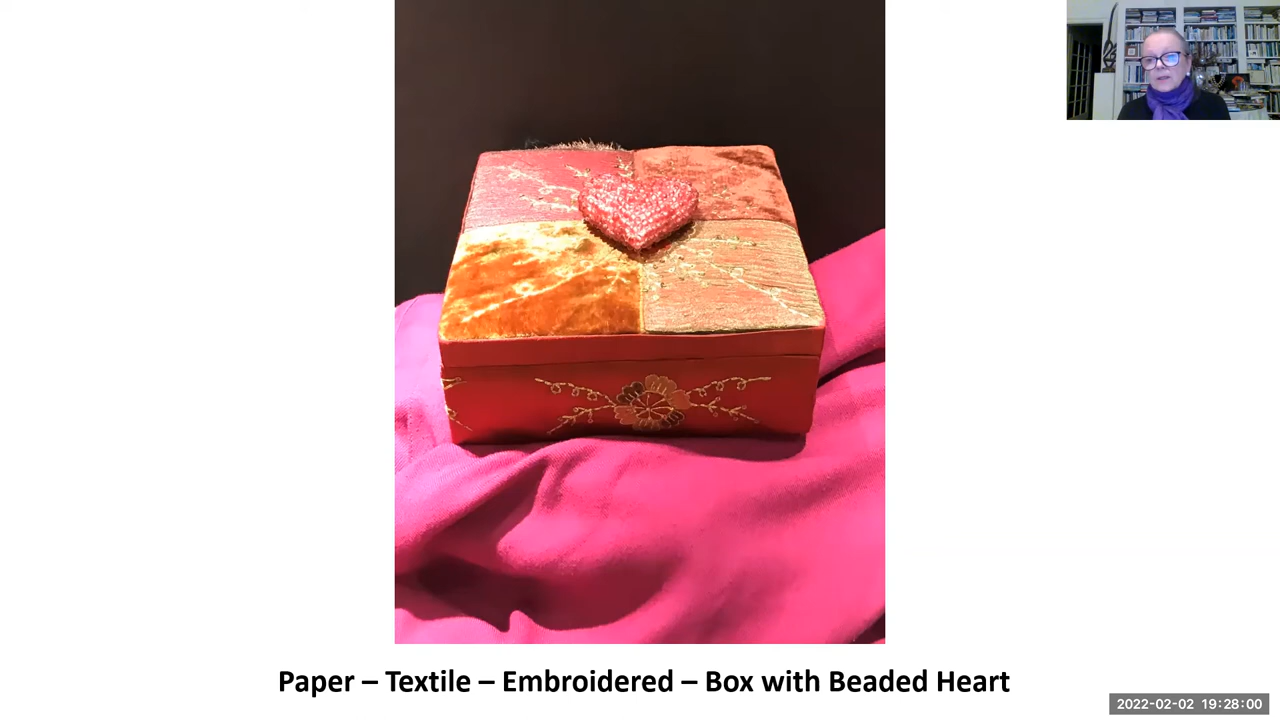 Paper – Textile – Embroidered – Box with Beaded Heart
2022-02-02 19:28:00